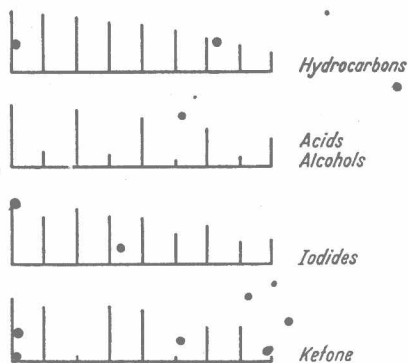 Hydrocarbons
Acids
Alcohols
Iodides
Ketone